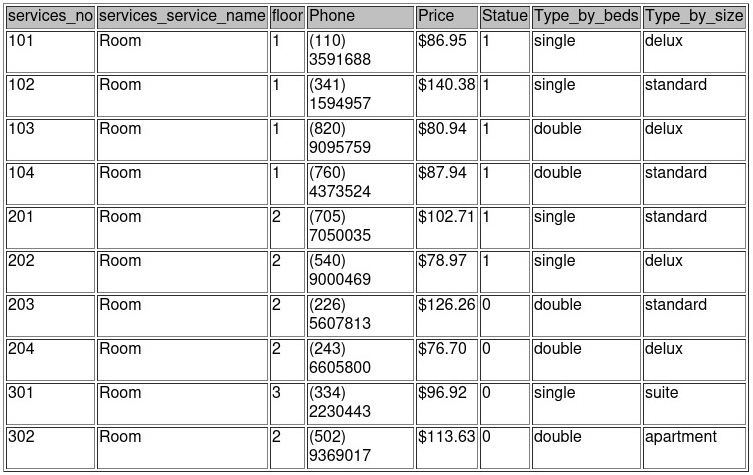 services_no services_service_name floor Phone Price Statue Type_by_beds Type_by_size
101 Room 1 (110) 3591688 $86.95 1 single delux
102 Room 1 (341) 1594957 $140.38 1 single standard
103 Room 1 (820) 9095759 $80.94 1 double delux
104 Room 1 (760) 4373524 $87.94 1 double standard
201 Room 2 (705) 7050035 $102.71 1 single standard
202 Room 2 (540) 9000469 $78.97 1 single delux
203 Room 2 (226) 5607813 $126.26 0 double standard
204 Room 2 (243) 6605800 $76.70 0 double delux
301 Room 3 (334) 2230443 $96.92 0 single suite
302 Room 2 (502) 9369017 $113.63 0 double apartment